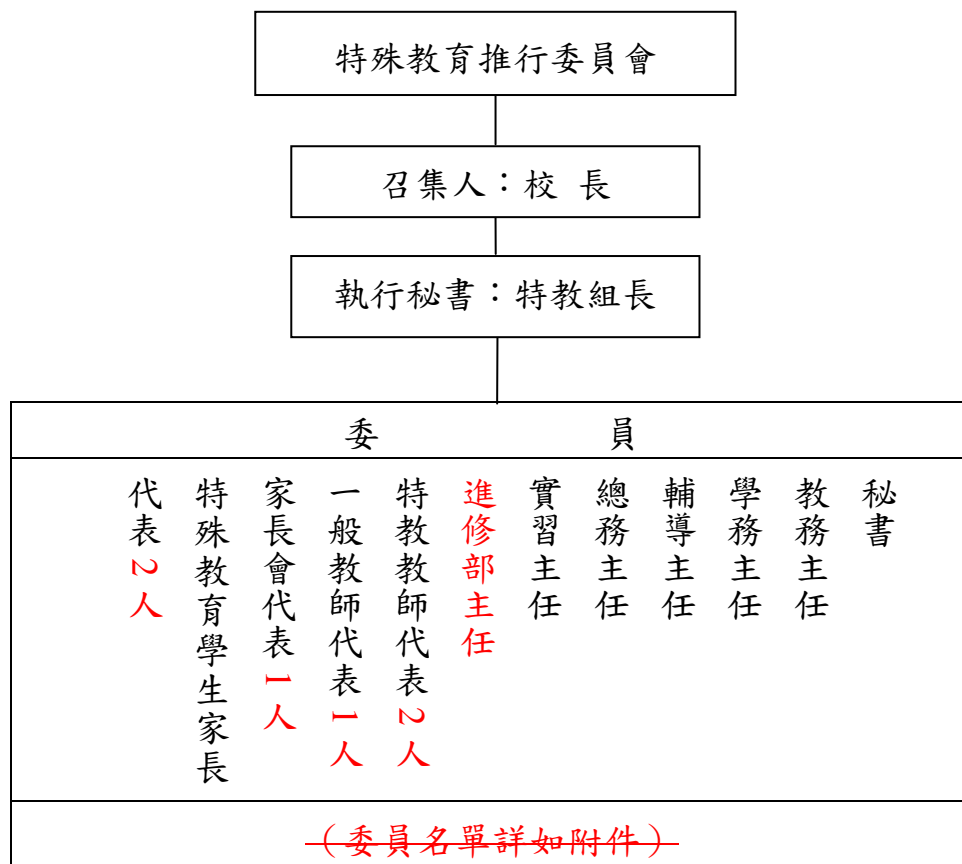 特殊教育推行委員會
召集人：校 長
執行秘書：特教組長
委 員
秘書
教務主任
學務主任
輔導主任
總務主任
實習主任
進修部主任
特教教師代表2人
一般教師代表1人
家長會代表1人
特殊教育學生家長
代表2人
（委員名單詳如附件）